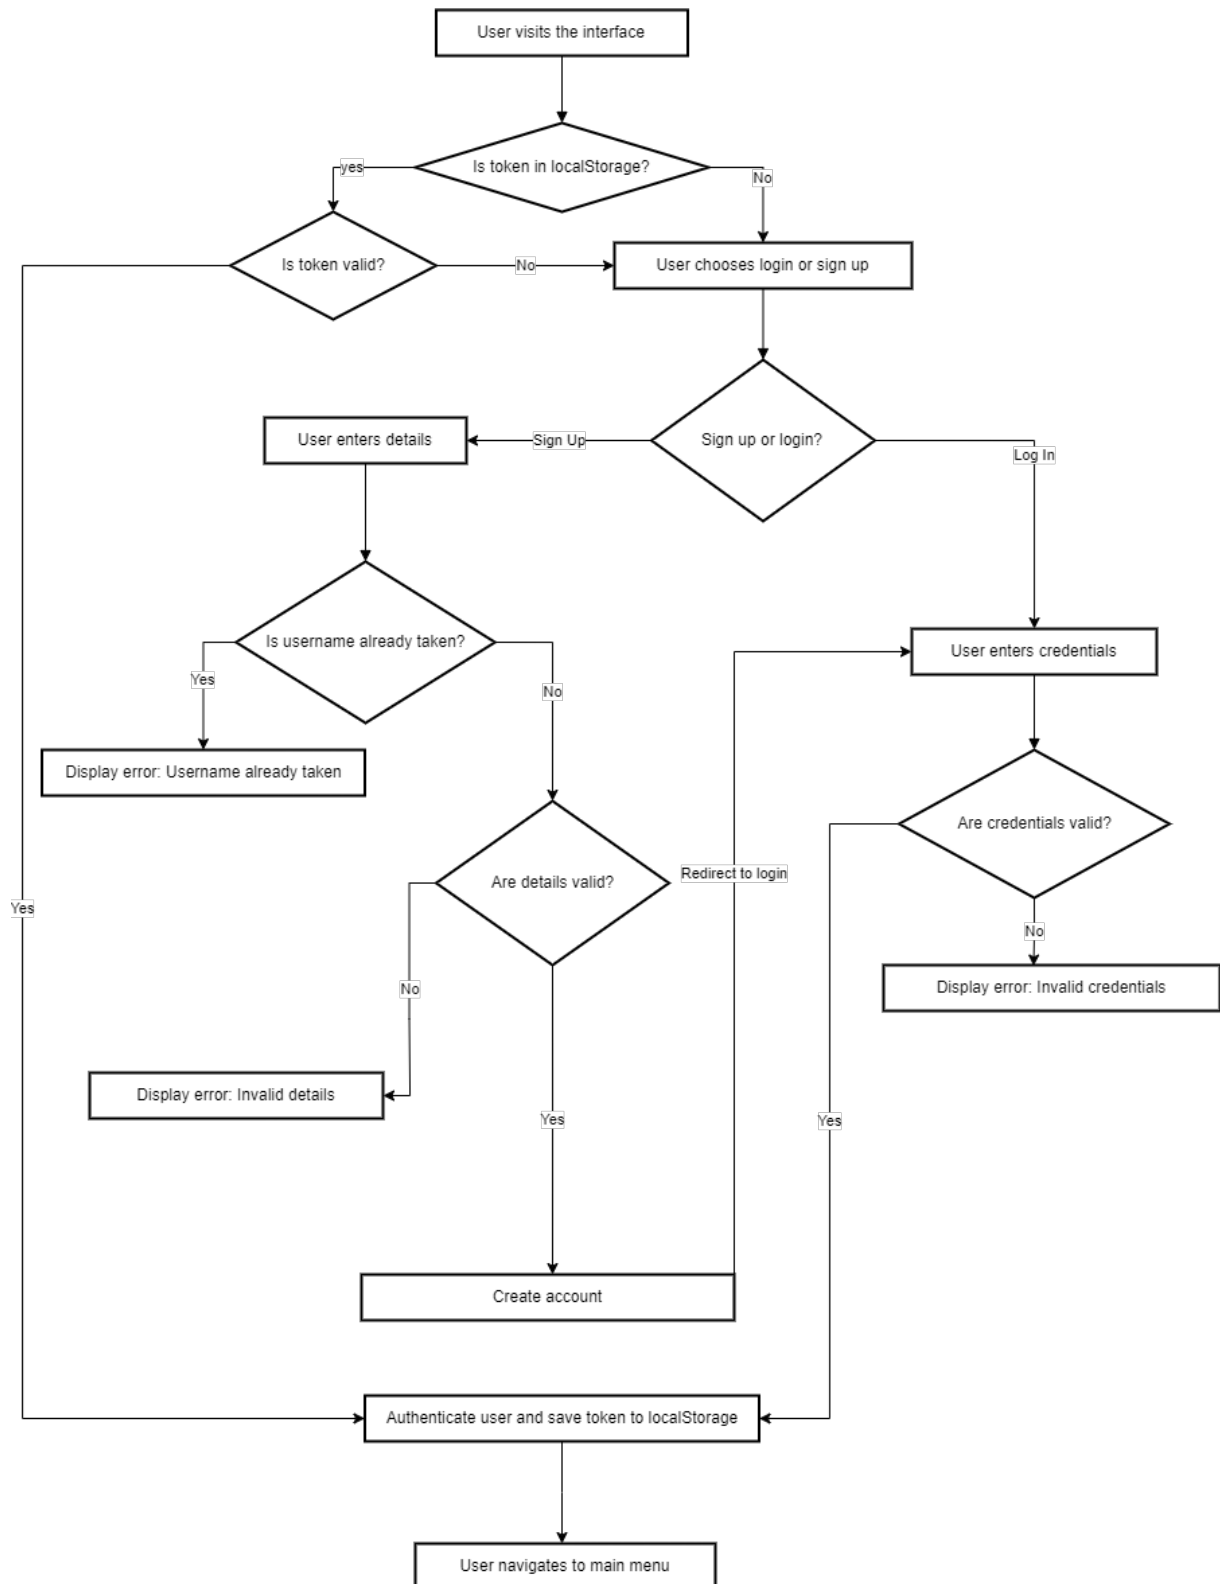 User visits the interface
Is token in localStorage?
yes
No
Is token valid?
No
User chooses login or sign up
User enters details
Sign Up
Sign up or login?
Log In
Is username already taken?
User enters credentials
Yes
No
Display error: Username already taken
Are credentials valid?
Redirect to login
Are details valid?
Yes
No
Display error: Invalid credentials
No
Display error: Invalid details
Yes
Yes
Create account
Authenticate user and save token to localStorage
User navigates to main menu